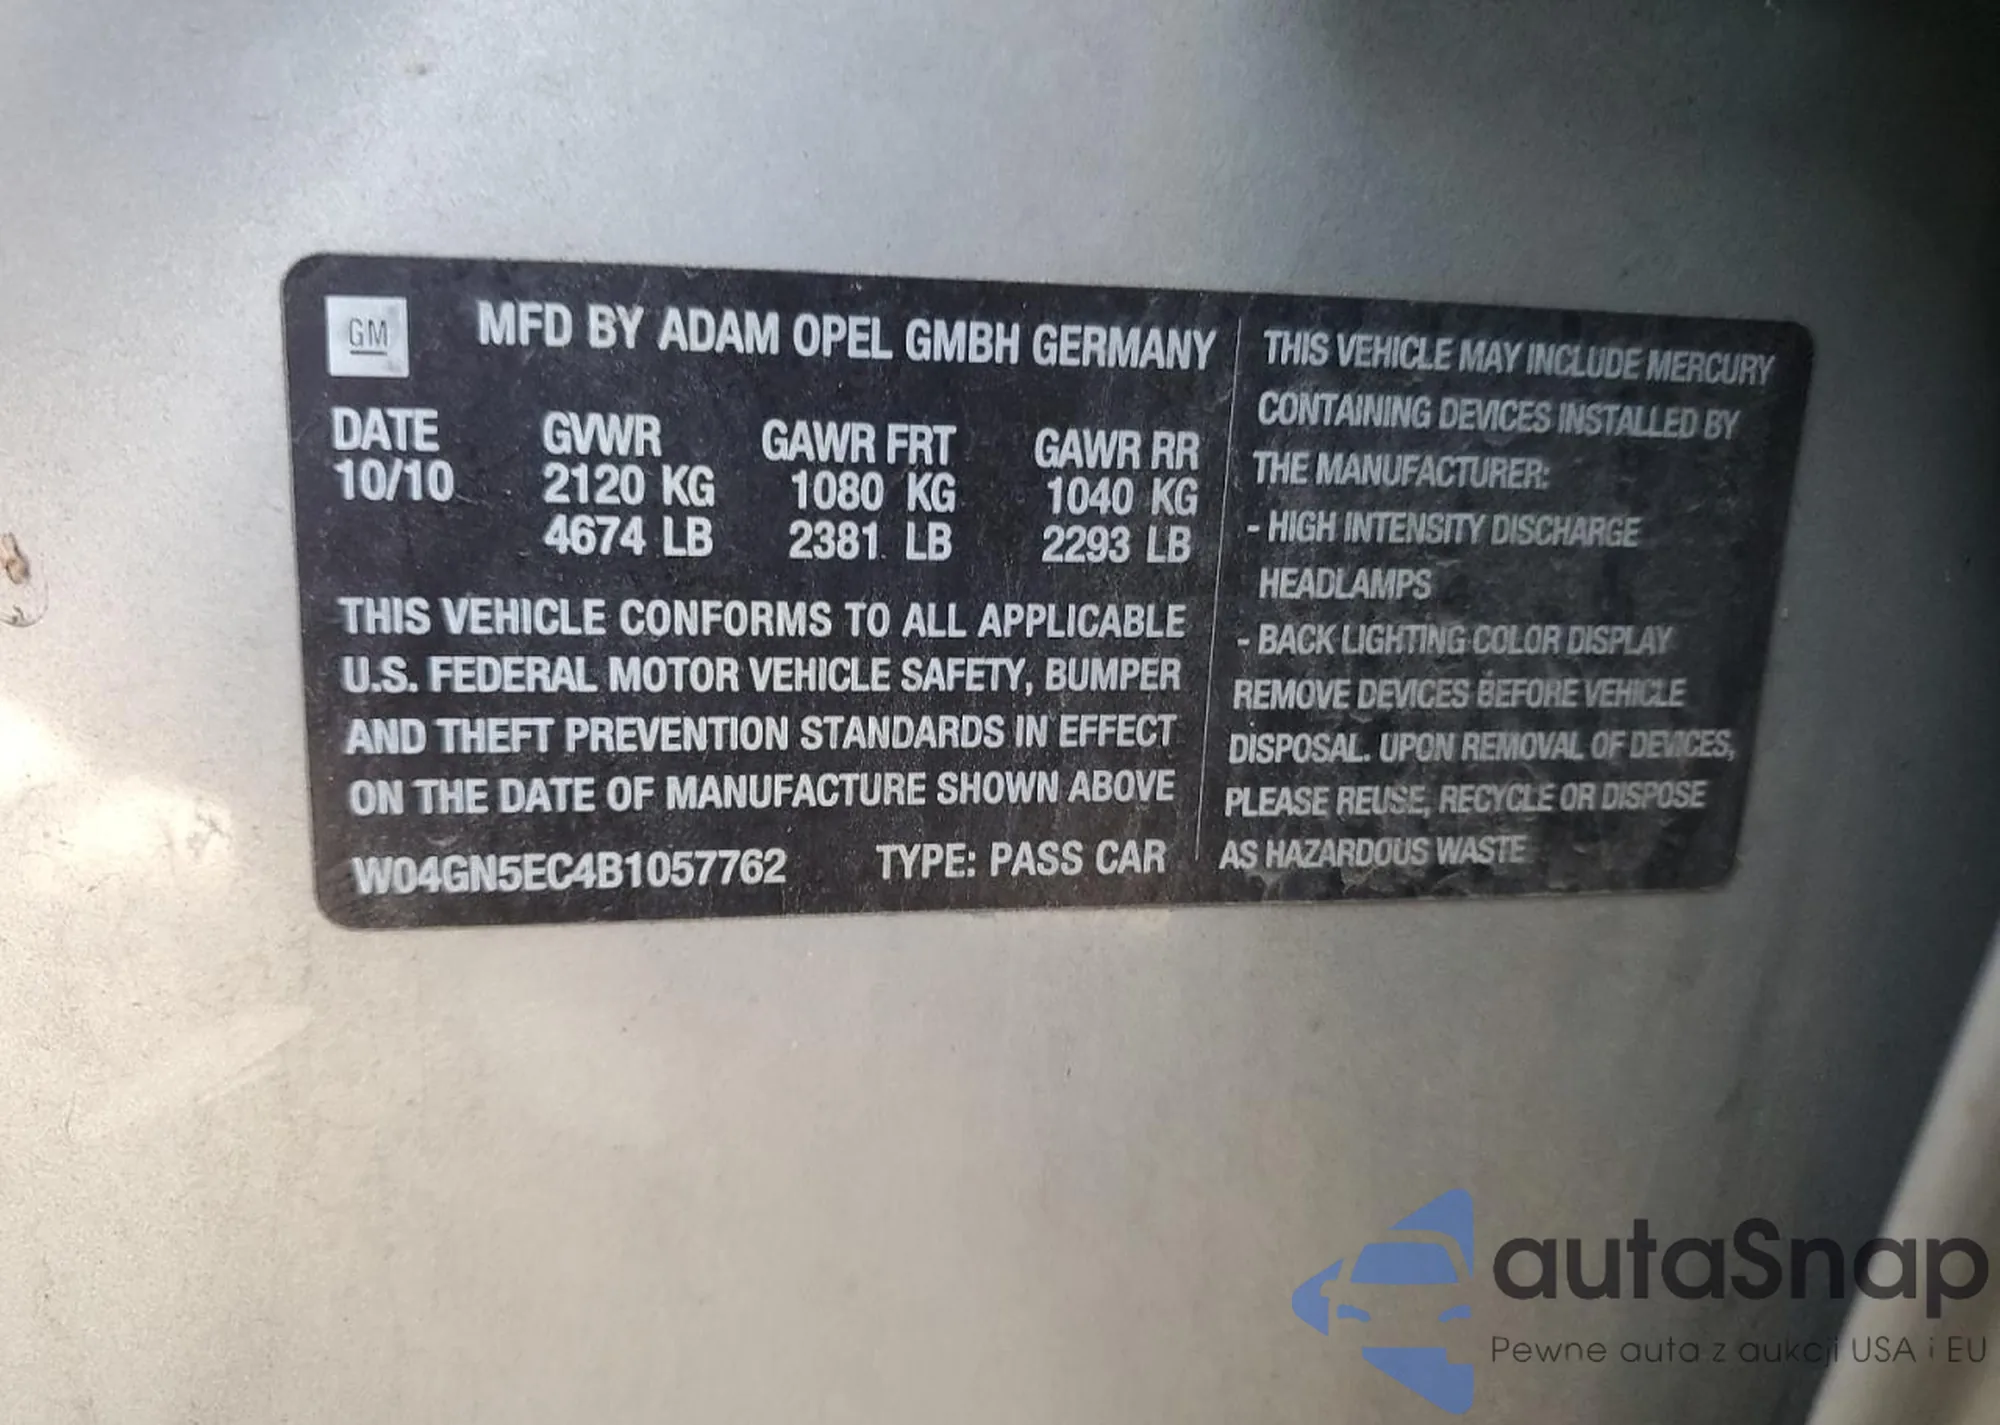 GM
MFD BY ADAM OPEL GMBH GERMANY
DATE GVWR GAWR FRT GAWR RR
10/10 2120 KG 1080 KG 1040 KG
4674 LB 2381 LB 2293 LB
THIS VEHICLE CONFORMS TO ALL APPLICABLE
U.S. FEDERAL MOTOR VEHICLE SAFETY, BUMPER
AND THEFT PREVENTION STANDARDS IN EFFECT
ON THE DATE OF MANUFACTURE SHOWN ABOVE
W04GN5EC4B1057762 TYPE: PASS CAR
THIS VEHICLE MAY INCLUDE MERCURY
CONTAINING DEVICES INSTALLED BY
THE MANUFACTURER:
- HIGH INTENSITY DISCHARGE
HEADLAMPS
- BACK LIGHTING COLOR DISPLAY
REMOVE DEVICES BEFORE VEHICLE
DISPOSAL. UPON REMOVAL OF DEVICES,
PLEASE REUSE, RECYCLE OR DISPOSE
AS HAZARDOUS WASTE
autaSnap
Pewne auta z aukcji USA i EU